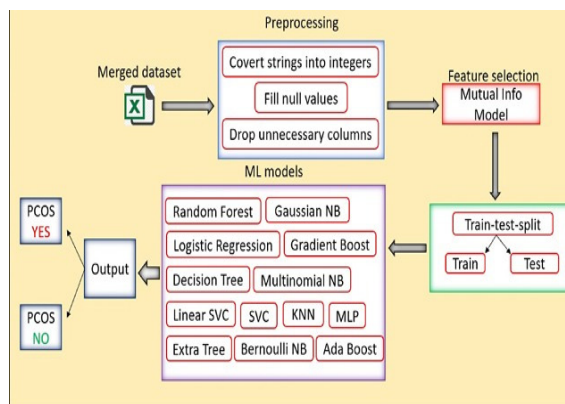 Preprocessing
Merged dataset
Covert strings into integers
Fill null values
Drop unnecessary columns
Feature selection
Mutual Info
Model
Train-test-split
Train
Test
ML models
Random Forest
Gaussian NB
Logistic Regression
Gradient Boost
Decision Tree
Multinomial NB
Linear SVC
SVC
KNN
MLP
Extra Tree
Bernoulli NB
Ada Boost
Output
PCOS
YES
PCOS
NO